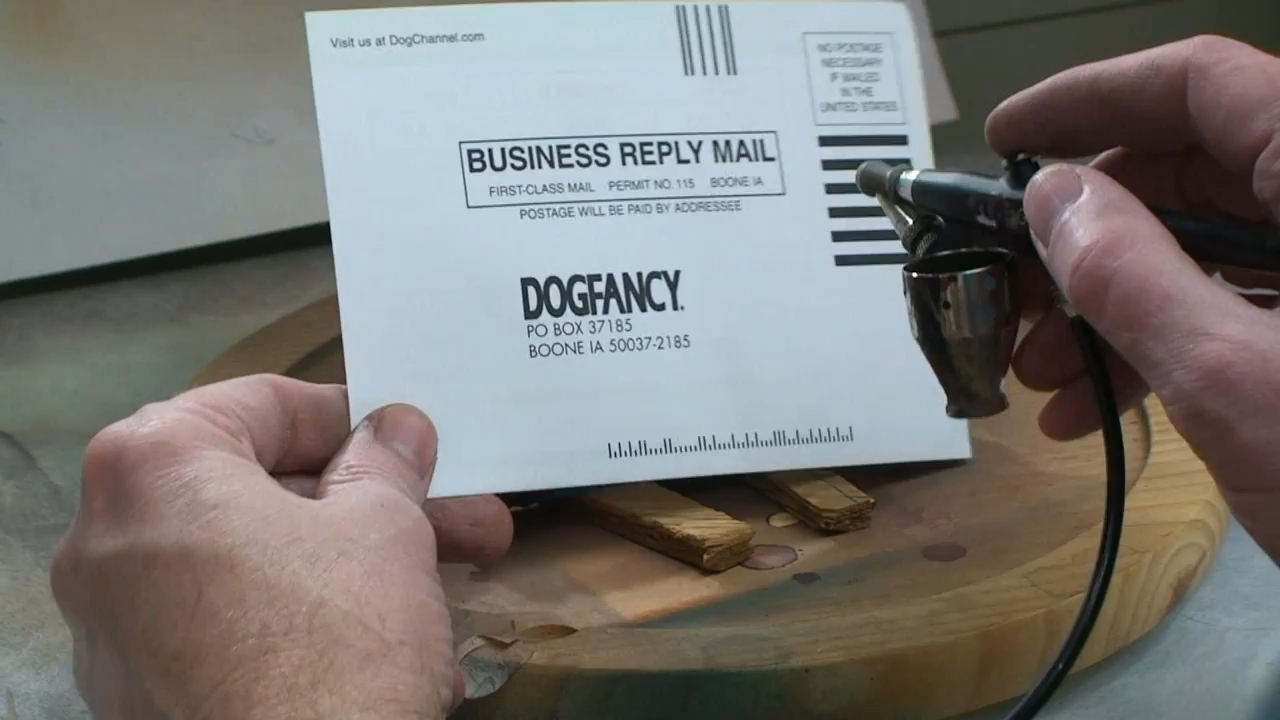 Visit us at DogChannel.com
NO POSTAGE
NECESSARY
IF MAILED
IN THE
UNITED STATES
BUSINESS REPLY MAIL
FIRST-CLASS MAIL PERMIT NO. 115 BOONE IA
POSTAGE WILL BE PAID BY ADDRESSEE
DOGFANCY.
PO BOX 37185
BOONE IA 50037-2185